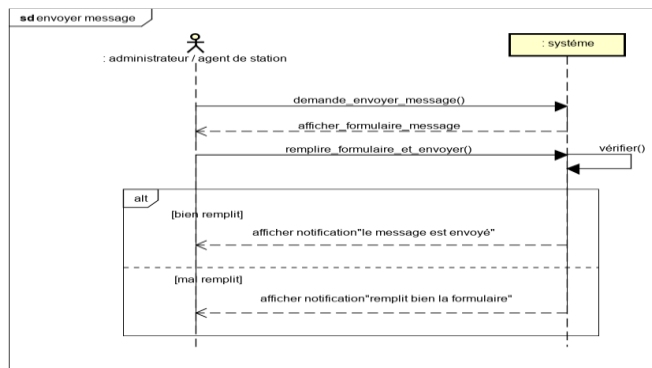 sd envoyer message
: administrateur / agent de station
: systéme
demande_envoyer_message()
afficher_formulaire_message
remplire_formulaire_et_envoyer()
vérifier()
alt
[bien remplit]
afficher notification"le message est envoyé"
[mal remplit]
afficher notification"remplit bien la formulaire"